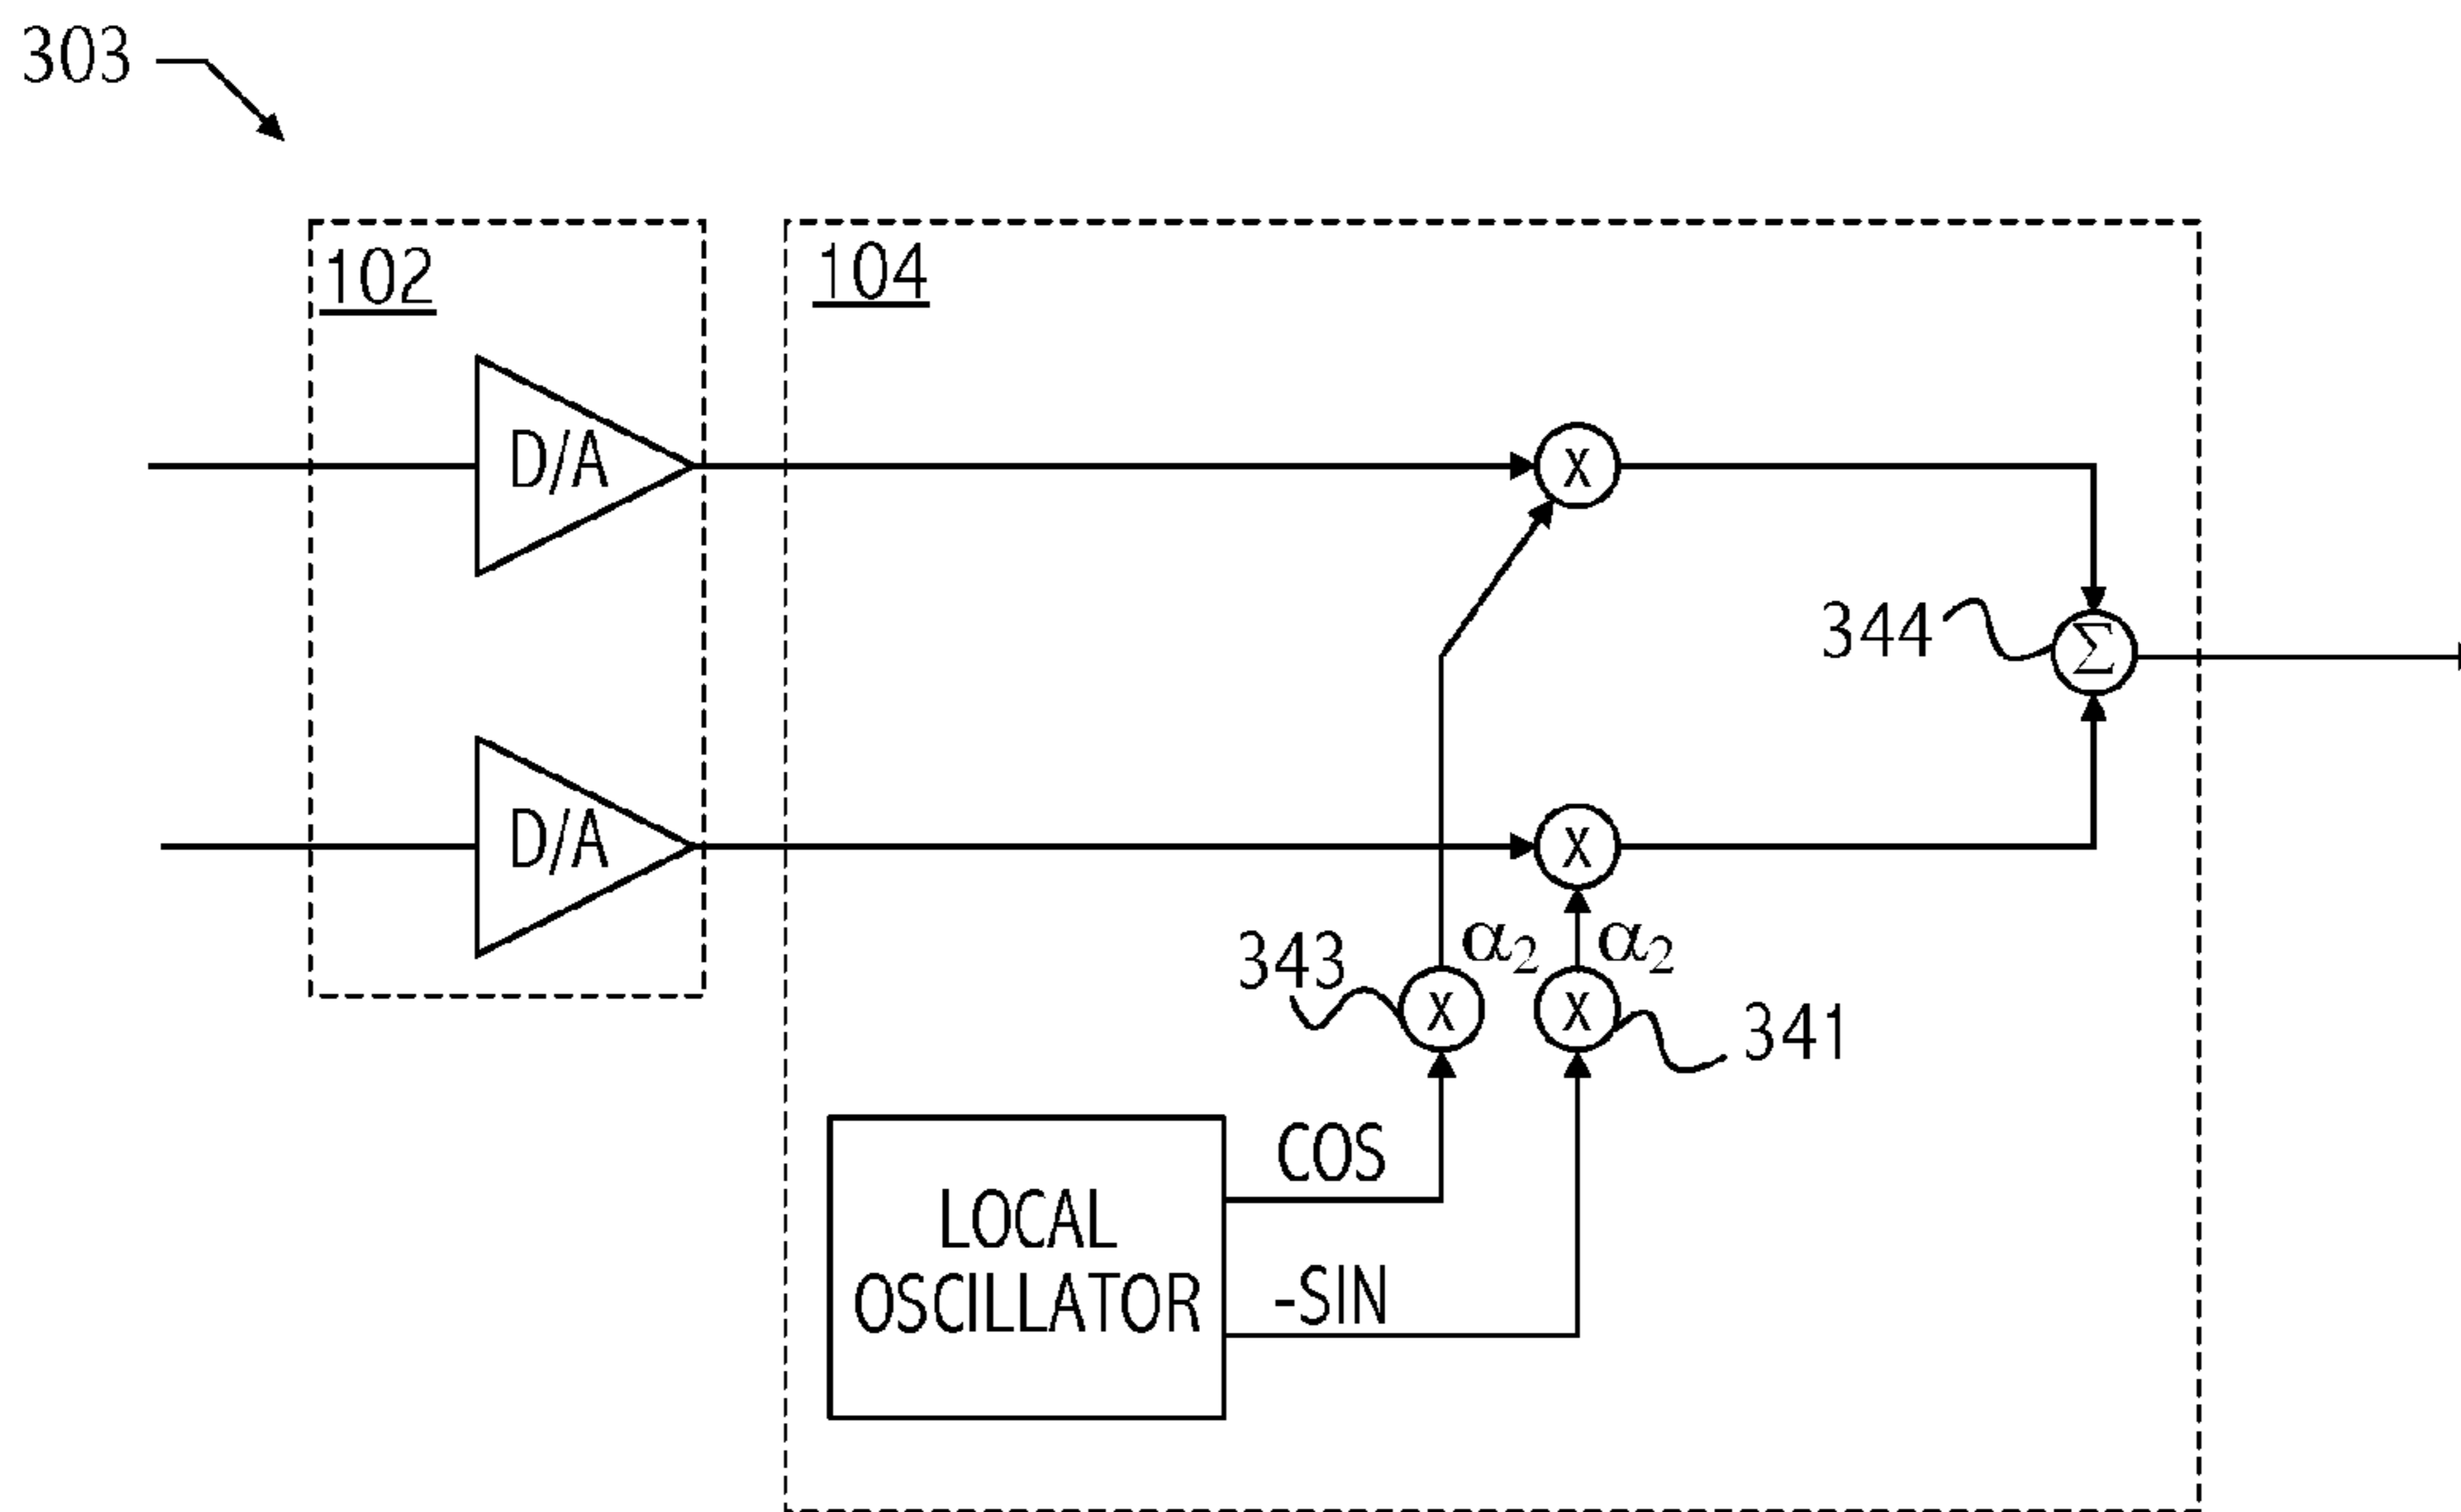 303
102
104
D/A
X
344
Σ
D/A
X
343
α2
α2
X
X
341
COS
LOCAL
OSCILLATOR
-SIN